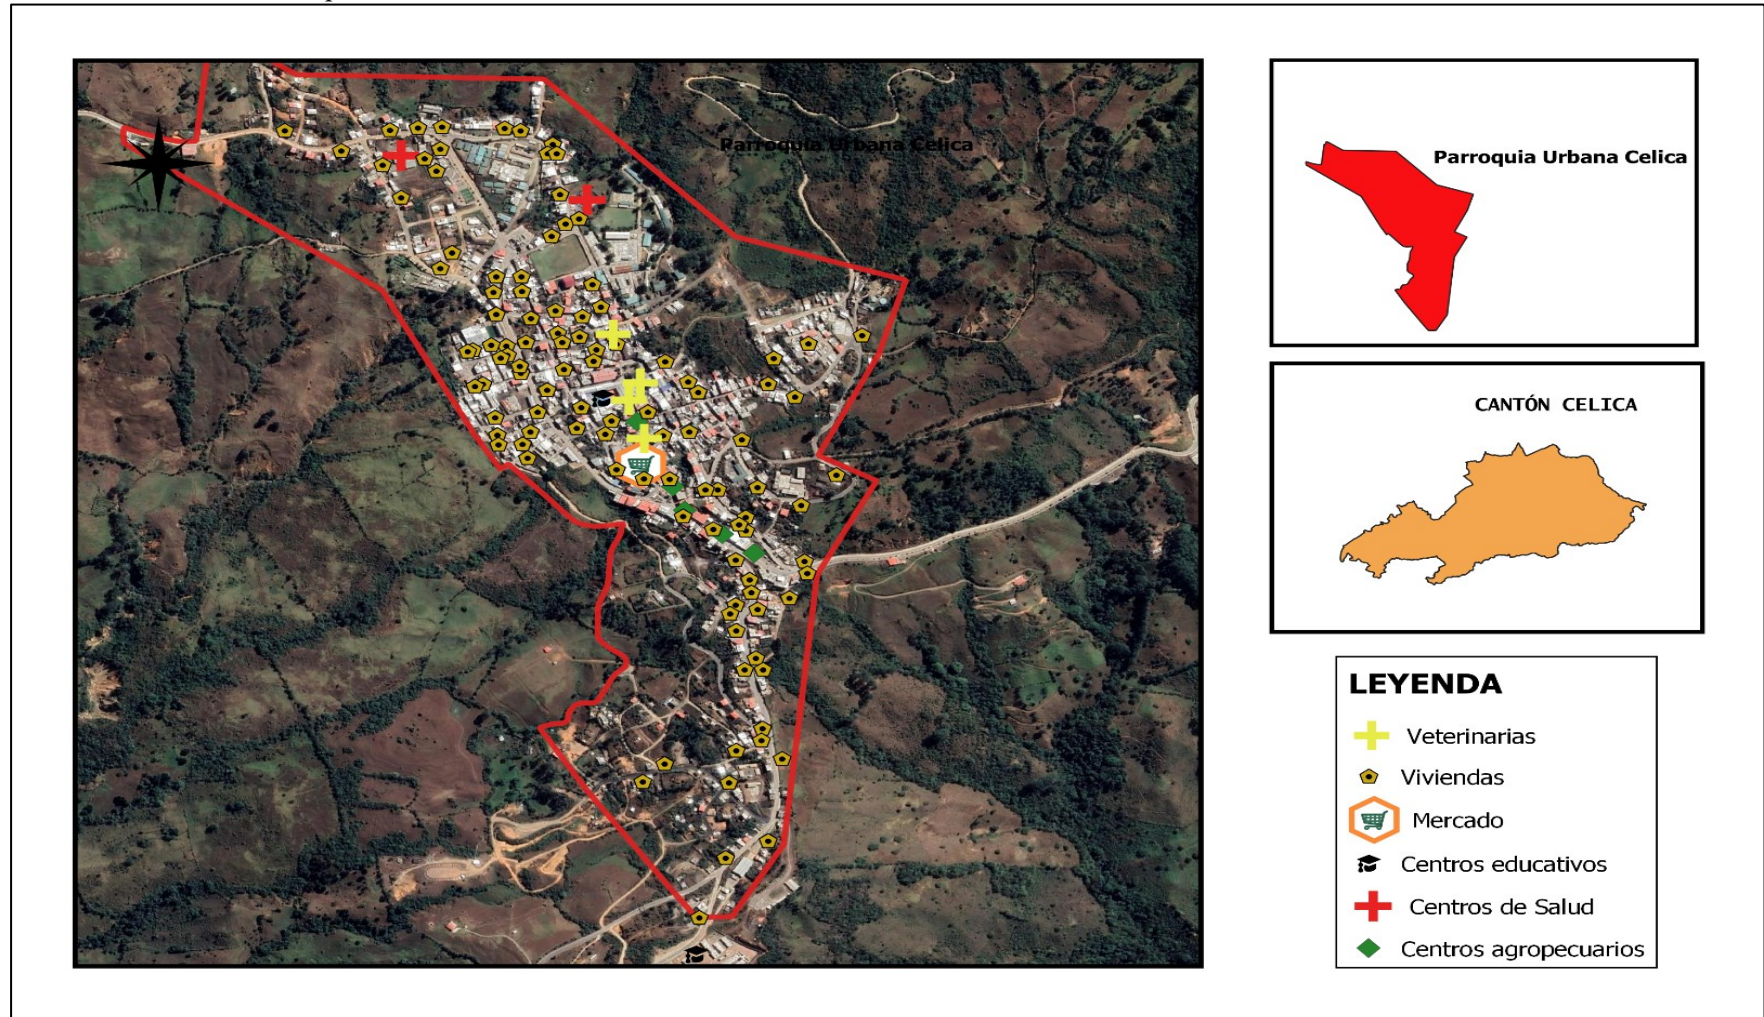 Parroquia Urbana Celica
Parroquia Urbana Celica
CANTÓN CELICA
LEYENDA
Veterinarias
Viviendas
Mercado
Centros educativos
Centros de Salud
Centros agropecuarios